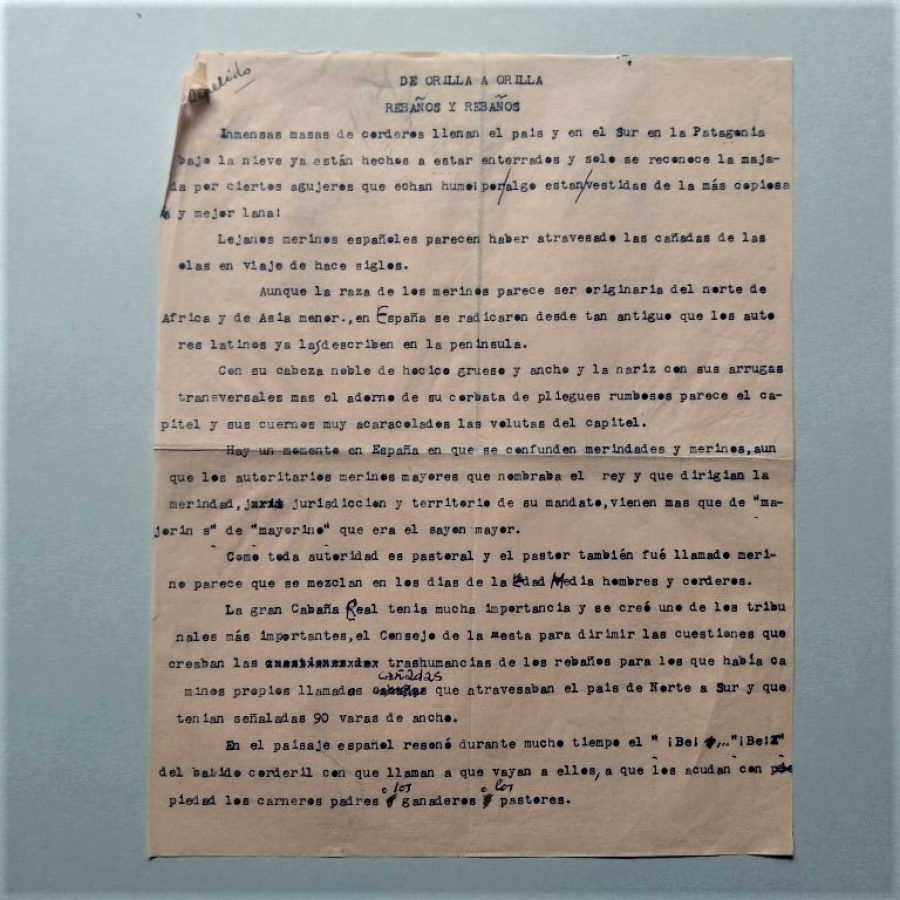 DE ORILLA A ORILLA
REBAÑOS Y REBAÑOS
Inmensas masas de corderos llenan el pais y en el Sur en la Patagonia
bajo la nieve ya están hechos a estar enterrados y solo se reconoce la maja-
da por ciertos agujeros que echan humo¡por/algo estan/vestidas de la más copiosa
y mejor lana!
Lejanos merinos españoles parecen haber atravesado las cañadas de las
olas en viaje de hace siglos.
Aunque la raza de los merinos parece ser originaria del norte de
Africa y de Asia menor.,en España se radicaron desde tan antiguo que los auto
res latinos ya las describen en la península.
Con su cabeza noble de hocico grueso y ancho y la nariz con sus arrugas
transversales mas el adorno de su corbata de pliegues rumbosos parece el ca-
pitel y sus cuernos muy acaracolados las volutas del capitel.
Hay un momento en España en que se confunden merindades y merinos,aun
que los autoritarios merinos mayores que nombraba el rey y que dirigian la
merindad, jurisdiccion y territorio de su mandato,vienen mas que de "ma-
jorin s" de "mayorino" que era el sayon mayor.
Como toda autoridad es pastoral y el pastor también fué llamado meri-
no parece que se mezclan en los dias de la Edad Media hombres y corderos.
La gran Cabaña Real tenia mucha importancia y se creó uno de los tribu
nales más importantes,el Consejo de la mesta para dirimir las cuestiones que
creaban las trashumancias de los rebaños para los que había ca
cañadas
minos propios llamados cabañas que atravesaban el pais de Norte a Sur y que
tenian señaladas 90 varas de ancho.
En el paisaje español resonó durante mucho tiempo el " ¡Be! ..."¡Be!"
del babido corderil con que llaman a que vayan a ellos, a que los acudan con
o los o los
piedad los carneros padres ganaderos pastores.